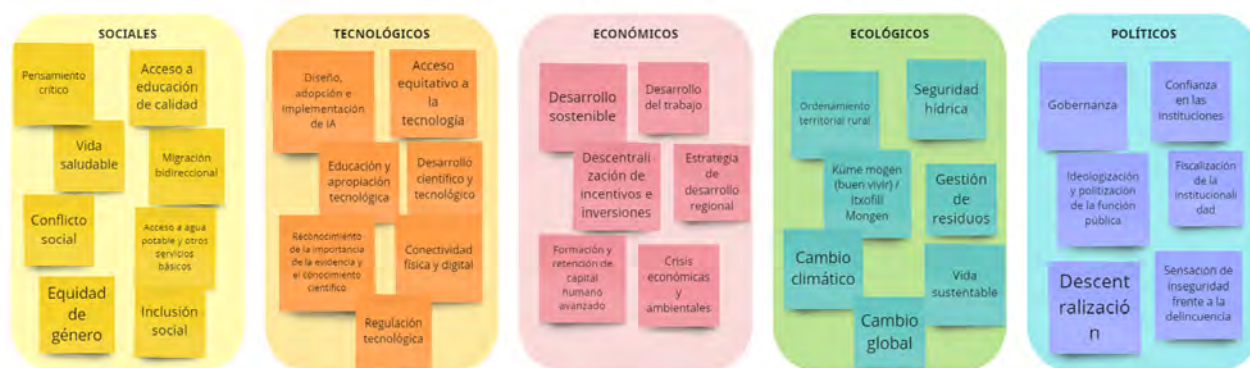 SOCIALES
Pensamiento
crítico
Acceso a
educación
de calidad
Vida
saludable
Migración
bidireccional
Conflicto
social
Acceso a agua
potable y otros
servicios
básicos
Equidad
de
género
Inclusión
social
TECNOLÓGICOS
Diseño,
adopción e
implementación
de IA
Acceso
equitativo a
la
tecnología
Educación y
apropiación
tecnológica
Desarrollo
científico y
tecnológico
Reconocimiento
de la importancia
de la evidencia y
el conocimiento
científico
Conectividad
física y digital
Regulación
tecnológica
ECONÓMICOS
Desarrollo
sostenible
Desarrollo
del trabajo
Descentrali
ización de
incentivos e
inversiones
Estrategia
de
desarrollo
regional
Formación y
retención de
capital
humano
avanzado
Crisis
económicas
y
ambientales
ECOLÓGICOS
Ordenamiento
territorial rural
Seguridad
hídrica
Küme mogen
(buen vivir) /
Itxofill
Mongen
Gestión
de
residuos
Cambio
climático
Vida
sustentable
Cambio
global
POLÍTICOS
Gobernanza
Confianza
en las
instituciones
Ideologización
y politización
de la función
pública
Fiscalización
de la
institucionali
dad
Descent
ralizació
n
Sensación de
inseguridad
frente a la
delincuencia